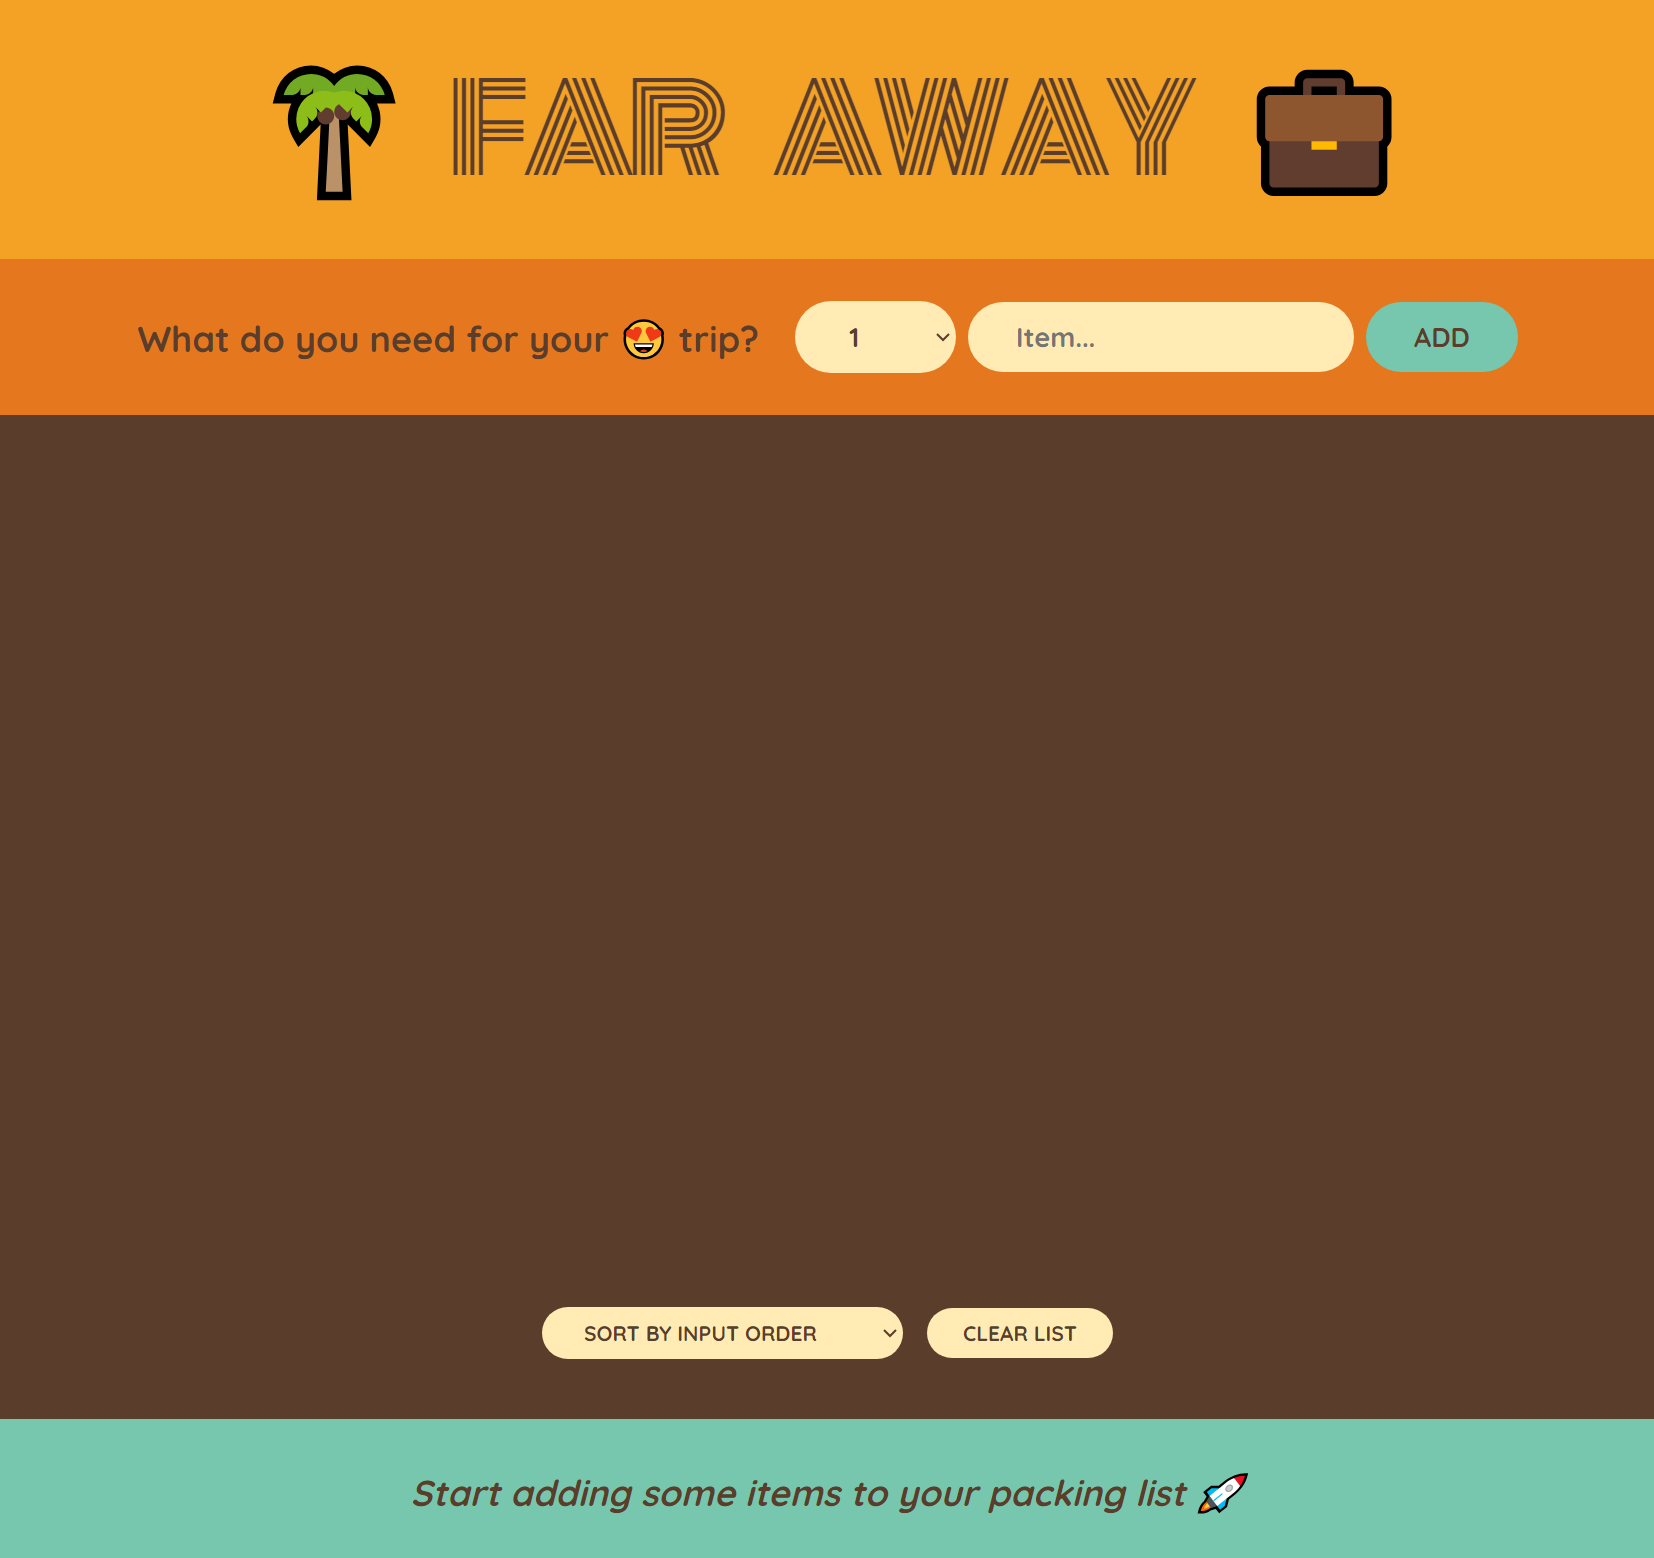 🌴 FAR AWAY 💼
What do you need for your 😍 trip? 1 Item... ADD
SORT BY INPUT ORDER CLEAR LIST
Start adding some items to your packing list 🚀